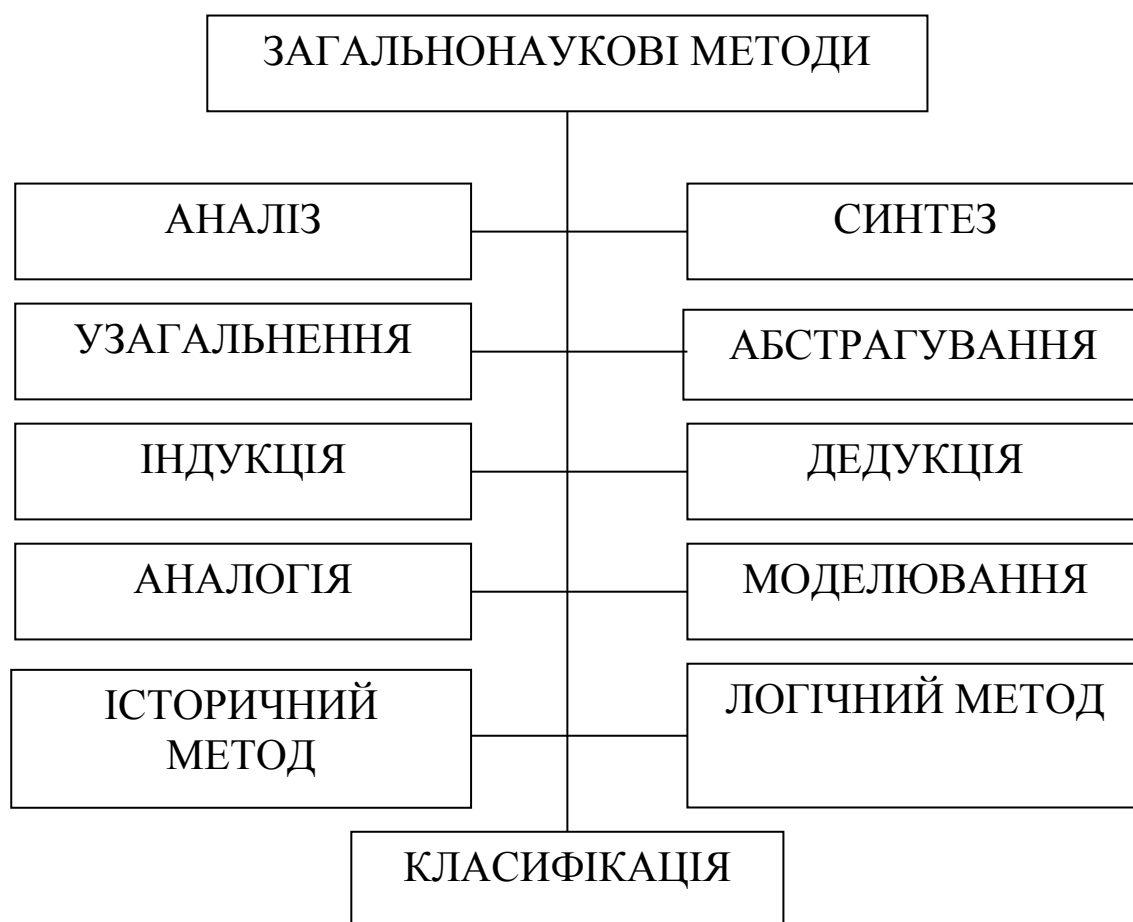 ЗАГАЛЬНОНАУКОВІ МЕТОДИ
АНАЛІЗ
СИНТЕЗ
УЗАГАЛЬНЕННЯ
АБСТРАГУВАННЯ
ІНДУКЦІЯ
ДЕДУКЦІЯ
АНАЛОГІЯ
МОДЕЛЮВАННЯ
ІСТОРИЧНИЙ
МЕТОД
ЛОГІЧНИЙ МЕТОД
КЛАСИФІКАЦІЯ